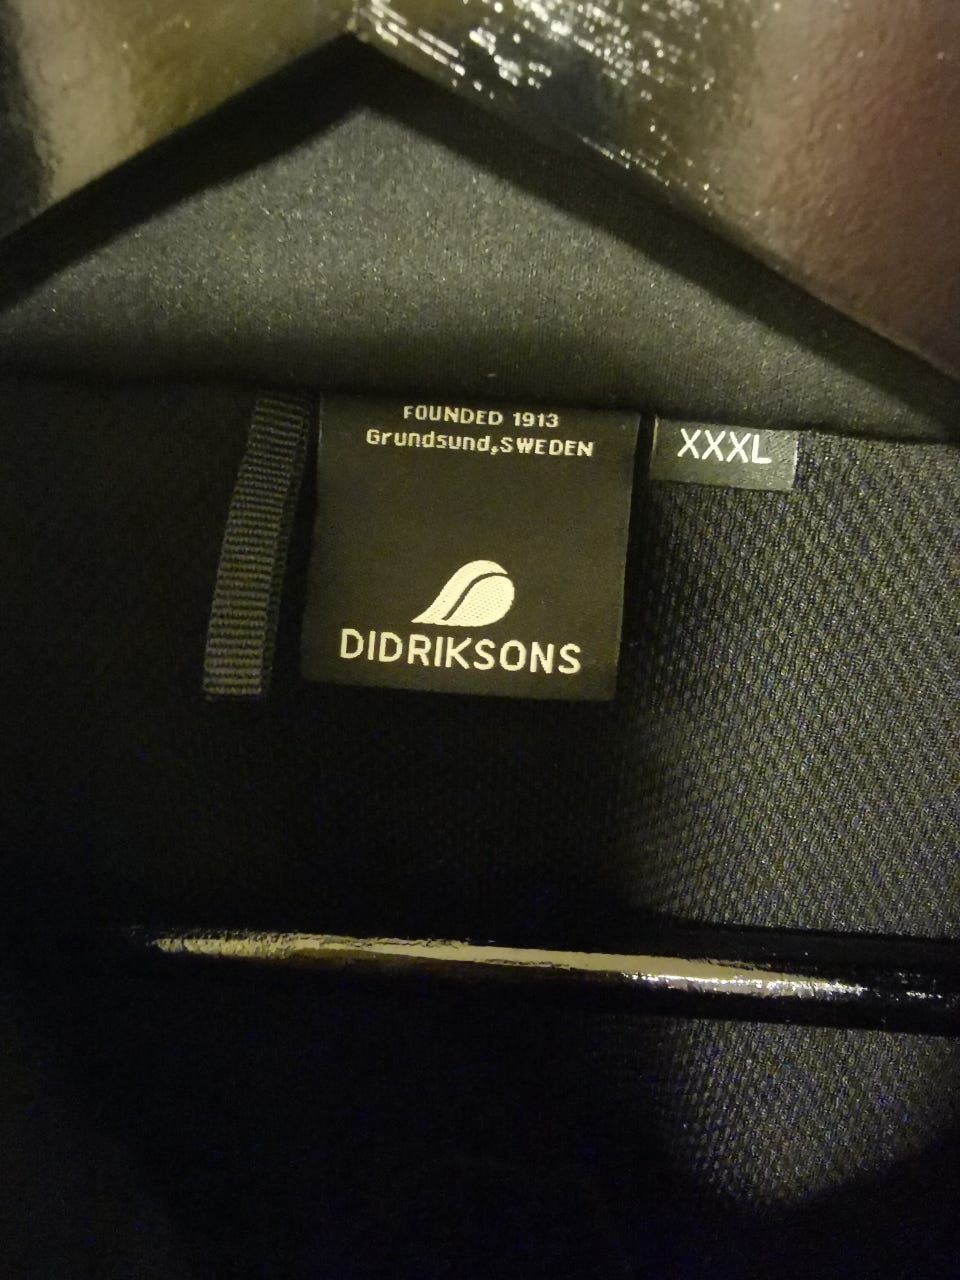 FOUNDED 1913
Grundsund,SWEDEN
DIDRIKSONS
XXXL